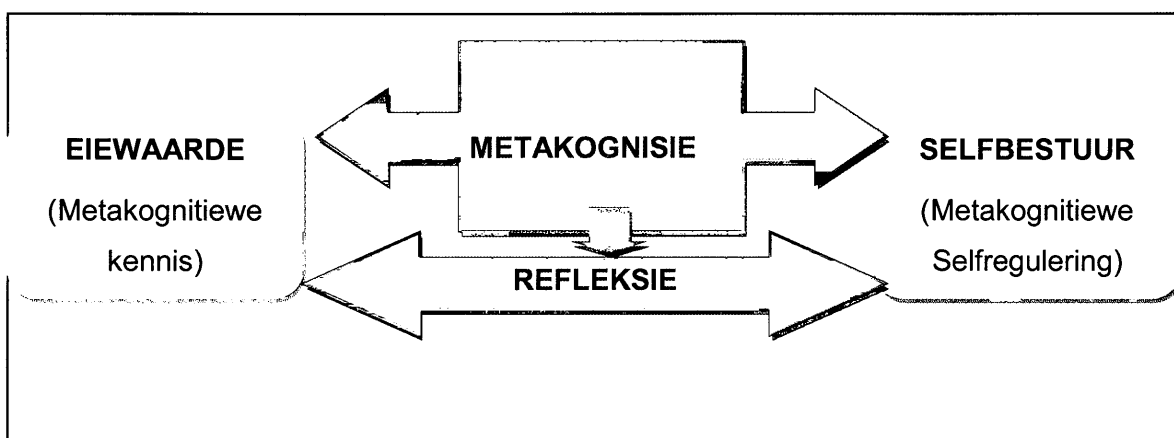 EIEWAARDE
(Metakognitiewe
kennis)
METAKOGNISIE
REFLEKSIE
SELFBESTUUR
(Metakognitiewe
Selfregulering)